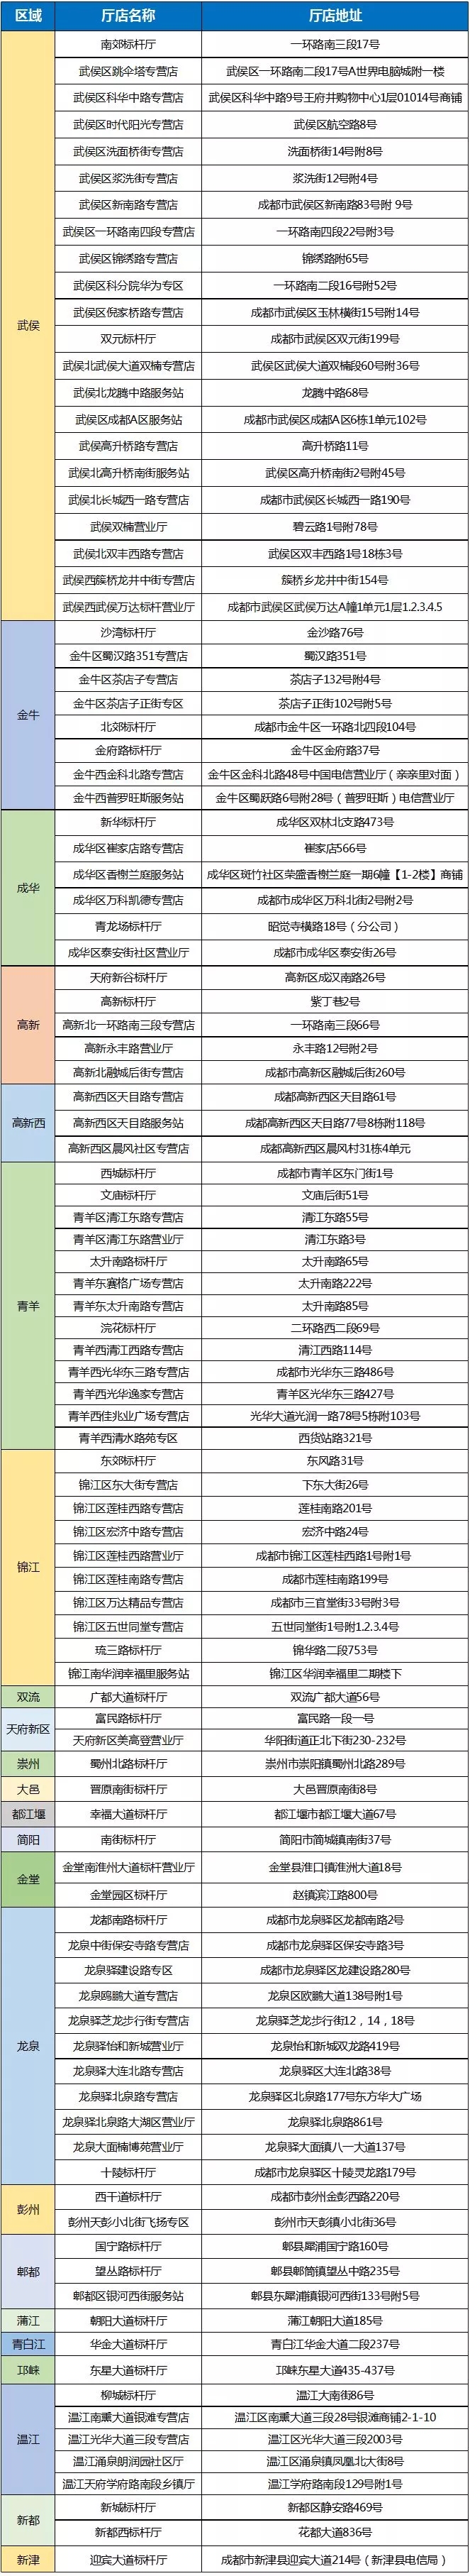 区域 厅店名称 厅店地址
武侯
南郊标杆厅 一环路南三段17号
武侯区跳伞塔专营店 武侯区一环路南二段17号A世界电脑城附一楼
武侯区科华中路专营店 武侯区科华中路9号王府井购物中心1层01014号商铺
武侯区时代阳光专营店 武侯区航空路8号
武侯区洗面桥街专营店 洗面桥街14号附8号
武侯区浆洗街专营店 浆洗街12号附4号
武侯区新南路专营店 成都市武侯区新南路83号附 9号
武侯区一环路南四段专营店 一环路南四段22号附3号
武侯区锦绣路专营店 锦绣路附65号
武侯区科分院华为专区 一环路南二段16号附52号
武侯区倪家桥路专营店 成都市武侯区玉林横街15号附14号
双元标杆厅 成都市武侯区双元街199号
武侯北武侯大道双楠专营店 武侯区武侯大道双楠段60号附36号
武侯北龙腾中路服务站 龙腾中路68号
武侯区成都A区服务站 成都市武侯区成都A区6栋1单元102号
武侯高升桥路专营店 高升桥路11号
武侯北高升桥南街服务站 武侯区高升桥南街2号附45号
武侯北长城西一路专营店 成都市武侯区长城西一路190号
武侯双楠营业厅 碧云路1号附78号
武侯北双丰西路专营店 武侯区双丰西路1号18栋3号
武侯西簇桥龙井中街专营店 簇桥乡龙井中街154号
武侯西武侯万达标杆营业厅 成都市武侯区武侯万达A幢1单元1层1.2.3.4.5
金牛
沙湾标杆厅 金沙路76号
金牛区蜀汉路351专营店 蜀汉路351号
金牛区茶店子专营店 茶店子132号附4号
金牛区茶店子正街专区 茶店子正街102号附5号
北郊标杆厅 成都市金牛区一环路北四段104号
金府路标杆厅 金牛区金府路37号
金牛西金科北路专营店 金牛区金科北路48号中国电信营业厅（亲亲里对面）
金牛西普罗旺斯服务站 金牛区蜀跃路6号附28号（普罗旺斯）电信营业厅
成华
新华标杆厅 成华区双林北支路473号
成华区崔家店路专营店 崔家店566号
成华区香榭兰庭服务站 成华区斑竹社区荣盛香榭兰庭一期6幢【1-2楼】商铺
成华区万科凯德专营店 成都市成华区万科北街2号附2号
青龙场标杆厅 昭觉寺横路18号（分公司）
成华区泰安街社区营业厅 成都市成华区泰安街26号
高新
天府新谷标杆厅 高新区成汉南路26号
高新标杆厅 紫丁巷2号
高新北一环路南三段专营店 一环路南三段66号
高新永丰路营业厅 永丰路12号附2号
高新北融城后街专营店 成都市高新区融城后街260号
高新西
高新西区天目路专营店 成都高新西区天目路61号
高新西区天目路服务站 成都高新西区天目路77号8栋附118号
高新西区晨风社区专营店 成都高新西区晨风村31栋4单元
青羊
西城标杆厅 成都市青羊区东门街1号
文庙标杆厅 文庙后街51号
青羊区清江东路专营店 清江东路55号
青羊区清江东路营业厅 清江东路3号
太升南路标杆厅 太升南路65号
青羊东赛格广场专营店 太升南路222号
青羊东太升南路专营店 太升南路85号
浣花标杆厅 二环路西二段69号
青羊西清江西路专营店 清江西路114号
青羊西光华东三路专营店 成都市光华东三路486号
青羊西光华逸家专营店 青羊区光华东三路427号
青羊西佳兆业广场专营店 光华大道光润一路78号5栋附103号
青羊西清水路苑专区 西货站路321号
锦江
东郊标杆厅 东风路31号
锦江区东大街专营店 下东大街26号
锦江区莲桂西路专营店 莲桂南路201号
锦江区宏济中路专营店 宏济中路24号
锦江区莲桂西路营业厅 成都市锦江区莲桂西路1号附1号
锦江区莲桂南路专营店 成都市莲桂南路199号
锦江区万达精品专营店 成都市三官堂街33号附3号
锦江区五世同堂专营店 五世同堂街1号附1.2.3.4号
琉三路标杆厅 锦华路二段753号
锦江南华润幸福里服务站 锦江区华润幸福里二期楼下
双流
广都大道标杆厅 双流广都大道56号
天府新区
富民路标杆厅 富民路一段一号
天府新区美高登营业厅 华阳街道正北下街230-232号
崇州
蜀州北路标杆厅 崇州市崇阳镇蜀州北路289号
大邑
晋原南街标杆厅 大邑晋原南街8号
都江堰
幸福大道标杆厅 都江堰市都江堰大道67号
简阳
南街标杆厅 简阳市简城镇南街37号
金堂
金堂南淮州大道标杆营业厅 金堂县淮口镇淮洲大道18号
金堂园区标杆厅 赵镇滨江路800号
龙泉
龙都南路标杆厅 成都市龙泉驿区龙都南路2号
龙泉中街保安寺路专营店 成都市龙泉驿区保安寺路3号
龙泉驿建设路专区 成都市龙泉驿区龙建设路280号
龙泉鸥鹏大道专营店 龙泉区欧鹏大道138号附1号
龙泉驿芝龙步行街专营店 龙泉驿芝龙步行街12，14，18号
龙泉驿怡和新城营业厅 龙泉怡和新城双龙路419号
龙泉驿大连北路专营店 龙泉驿区大连北路38号
龙泉驿北泉路专营店 龙泉驿区北泉路177号东方华大广场
龙泉驿北泉路大湖区营业厅 龙泉驿北泉路861号
龙泉大面楠博苑营业厅 龙泉驿大面镇八一大道137号
十陵标杆厅 成都市龙泉驿区十陵灵龙路179号
彭州
西干道标杆厅 成都市彭州金彭西路220号
彭州天彭小北街飞扬专区 彭州市天彭镇小北街36号
郫都
国宁路标杆厅 郫县犀浦国宁路160号
望丛路标杆厅 郫县郫筒镇望丛中路235号
郫都区银河西街服务站 郫县东犀浦镇银河西街133号附5号
蒲江
朝阳大道标杆厅 蒲江朝阳大道185号
青白江
华金大道标杆厅 青白江华金大道二段237号
邛崃
东星大道标杆厅 邛崃东星大道435-437号
温江
柳城标杆厅 温江大南街86号
温江南熏大道银滩专营店 温江区南熏大道三段28号银滩商铺2-1-10
温江光华大道三段专营店 温江区光华大道三段2003号
温江涌泉朗润园社区厅 温江区涌泉镇凤凰北大街8号
温江天府学府路南段乡镇厅 温江学府路南段129号附1号
新都
新城标杆厅 新都区静安路469号
新都西标杆厅 花都大道836号
新津
迎宾大道标杆厅 成都市新津县迎宾大道214号（新津县电信局）